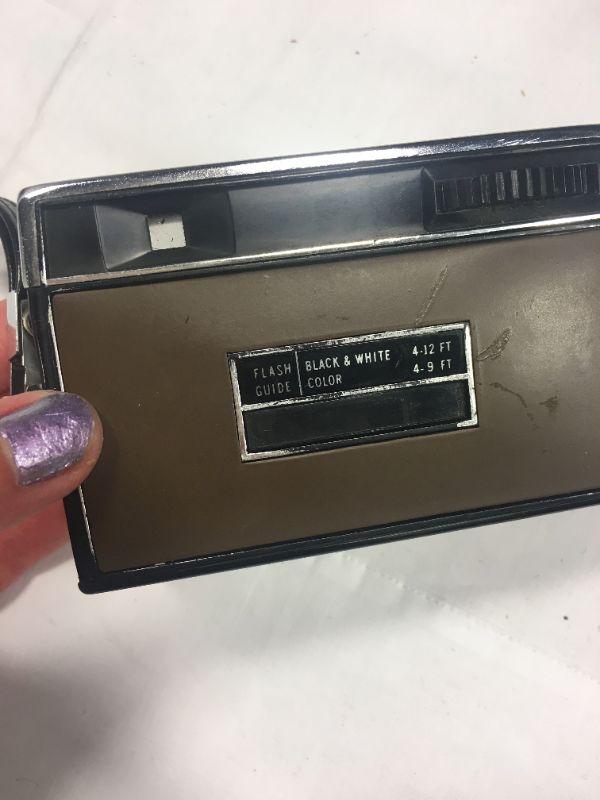 FLASH GUIDE BLACK & WHITE 4-12 FT
COLOR 4-9 FT